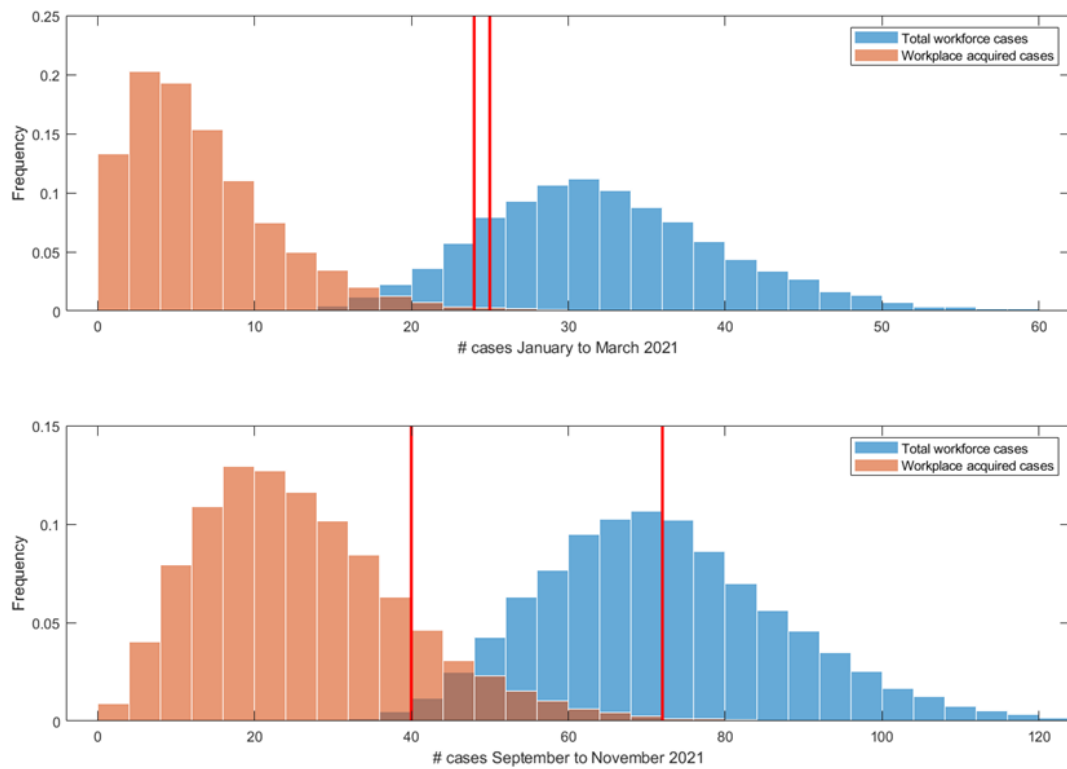 0.25
0.2
0.15
0.1
0.05
0
Frequency
Total workforce cases
Workplace acquired cases
0 10 20 30 40 50 60
# cases January to March 2021
0.15
0.1
0.05
0
Frequency
Total workforce cases
Workplace acquired cases
0 20 40 60 80 100 120
# cases September to November 2021